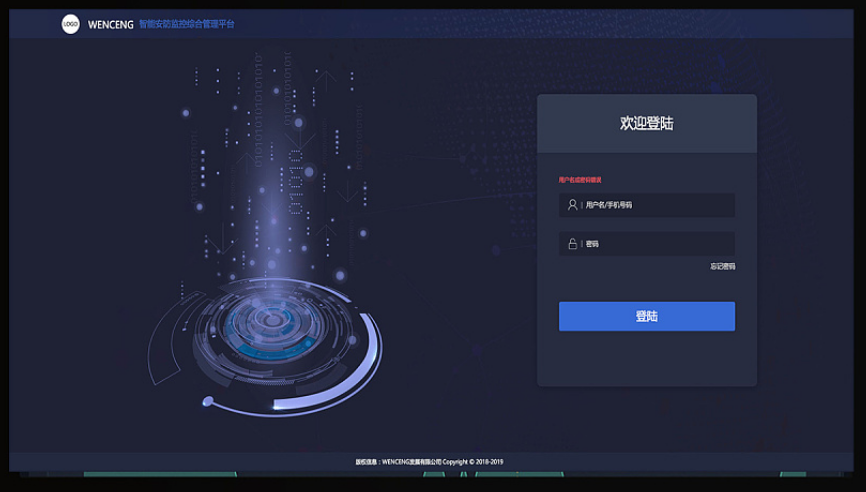 LOGO WENCENG 智能安防监控综合管理平台
欢迎登陆
用户名或密码错误
用户名/手机号码
密码
忘记密码
登陆
版权信息：WENCENG发展有限公司 Copyright © 2018-2019